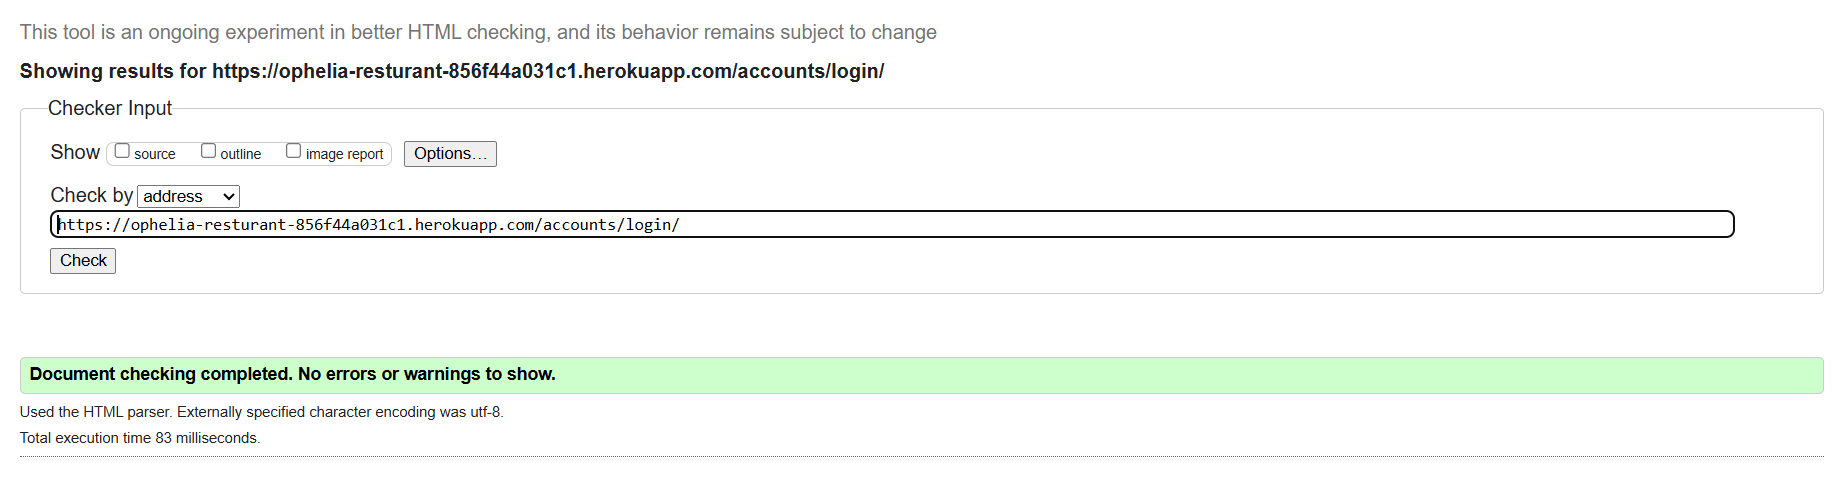 This tool is an ongoing experiment in better HTML checking, and its behavior remains subject to change
Showing results for https://ophelia-resturant-856f44a031c1.herokuapp.com/accounts/login/
Checker Input
Show source outline image report Options...
Check by address
https://ophelia-resturant-856f44a031c1.herokuapp.com/accounts/login/
Check
Document checking completed. No errors or warnings to show.
Used the HTML parser. Externally specified character encoding was utf-8.
Total execution time 83 milliseconds.